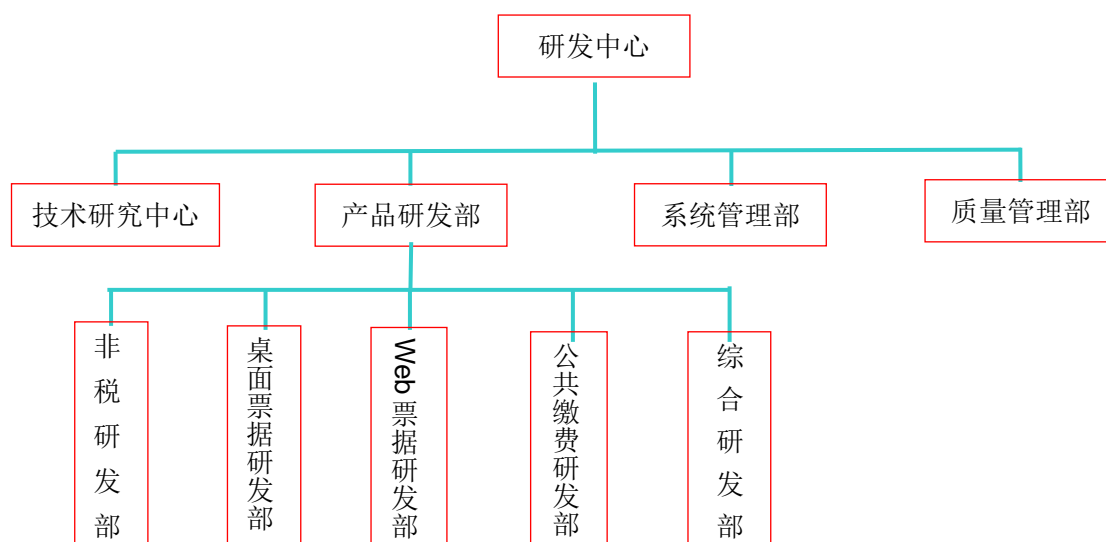 研发中心
技术研究中心
产品研发部
系统管理部
质量管理部
非税研发部
桌面票据研发部
Web票据研发部
公共缴费研发部
综合研发部